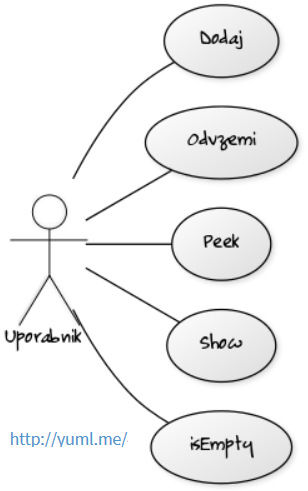 Dodaj
Odvzemi
Peek
Uporabnik
Show
http://yuml.me/
isEmpty